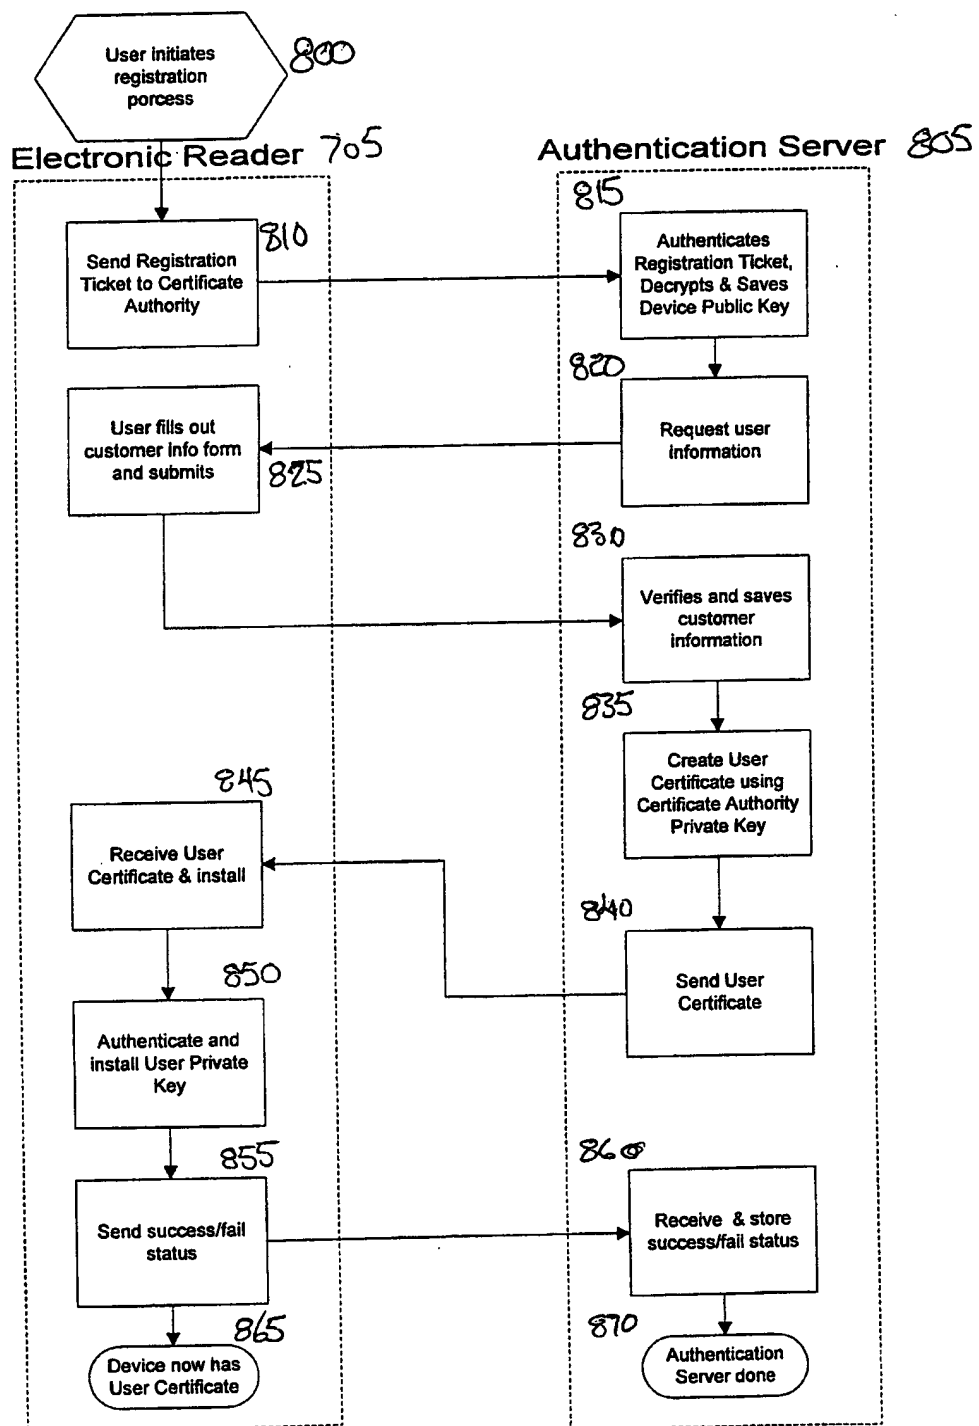 User initiates
registration
porcess
800
Electronic Reader 705
Authentication Server 805
810
Send Registration
Ticket to Certificate
Authority
815
Authenticates
Registration Ticket,
Decrypts & Saves
Device Public Key
820
Request user
information
User fills out
customer info form
and submits
825
830
Verifies and saves
customer
information
835
Create User
Certificate using
Certificate Authority
Private Key
840
Send User
Certificate
845
Receive User
Certificate & install
850
Authenticate and
install User Private
Key
855
Send success/fail
status
860
Receive & store
success/fail status
865
Device now has
User Certificate
870
Authentication
Server done